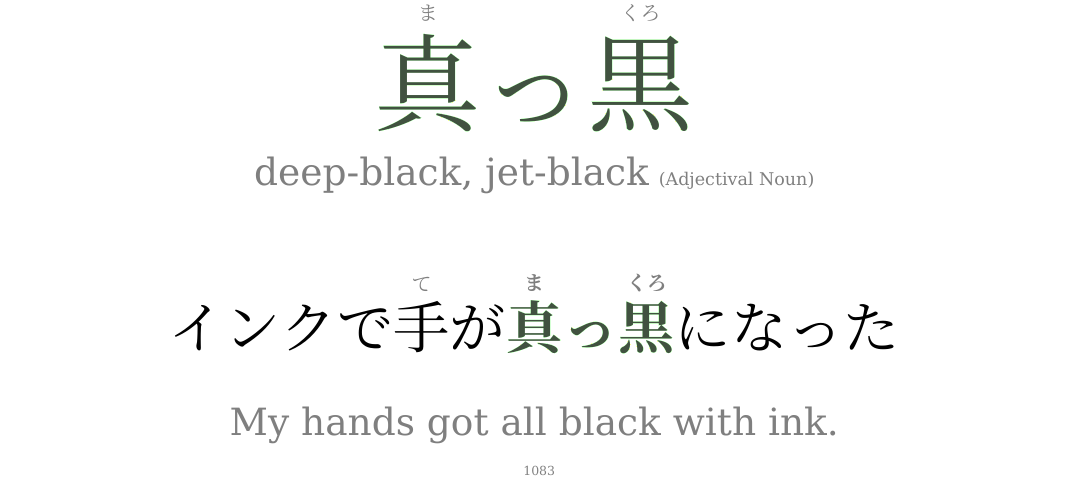 ま くろ
真っ黒
deep-black, jet-black (Adjectival Noun)
て ま くろ
インクで手が真っ黒になった
My hands got all black with ink.
1083